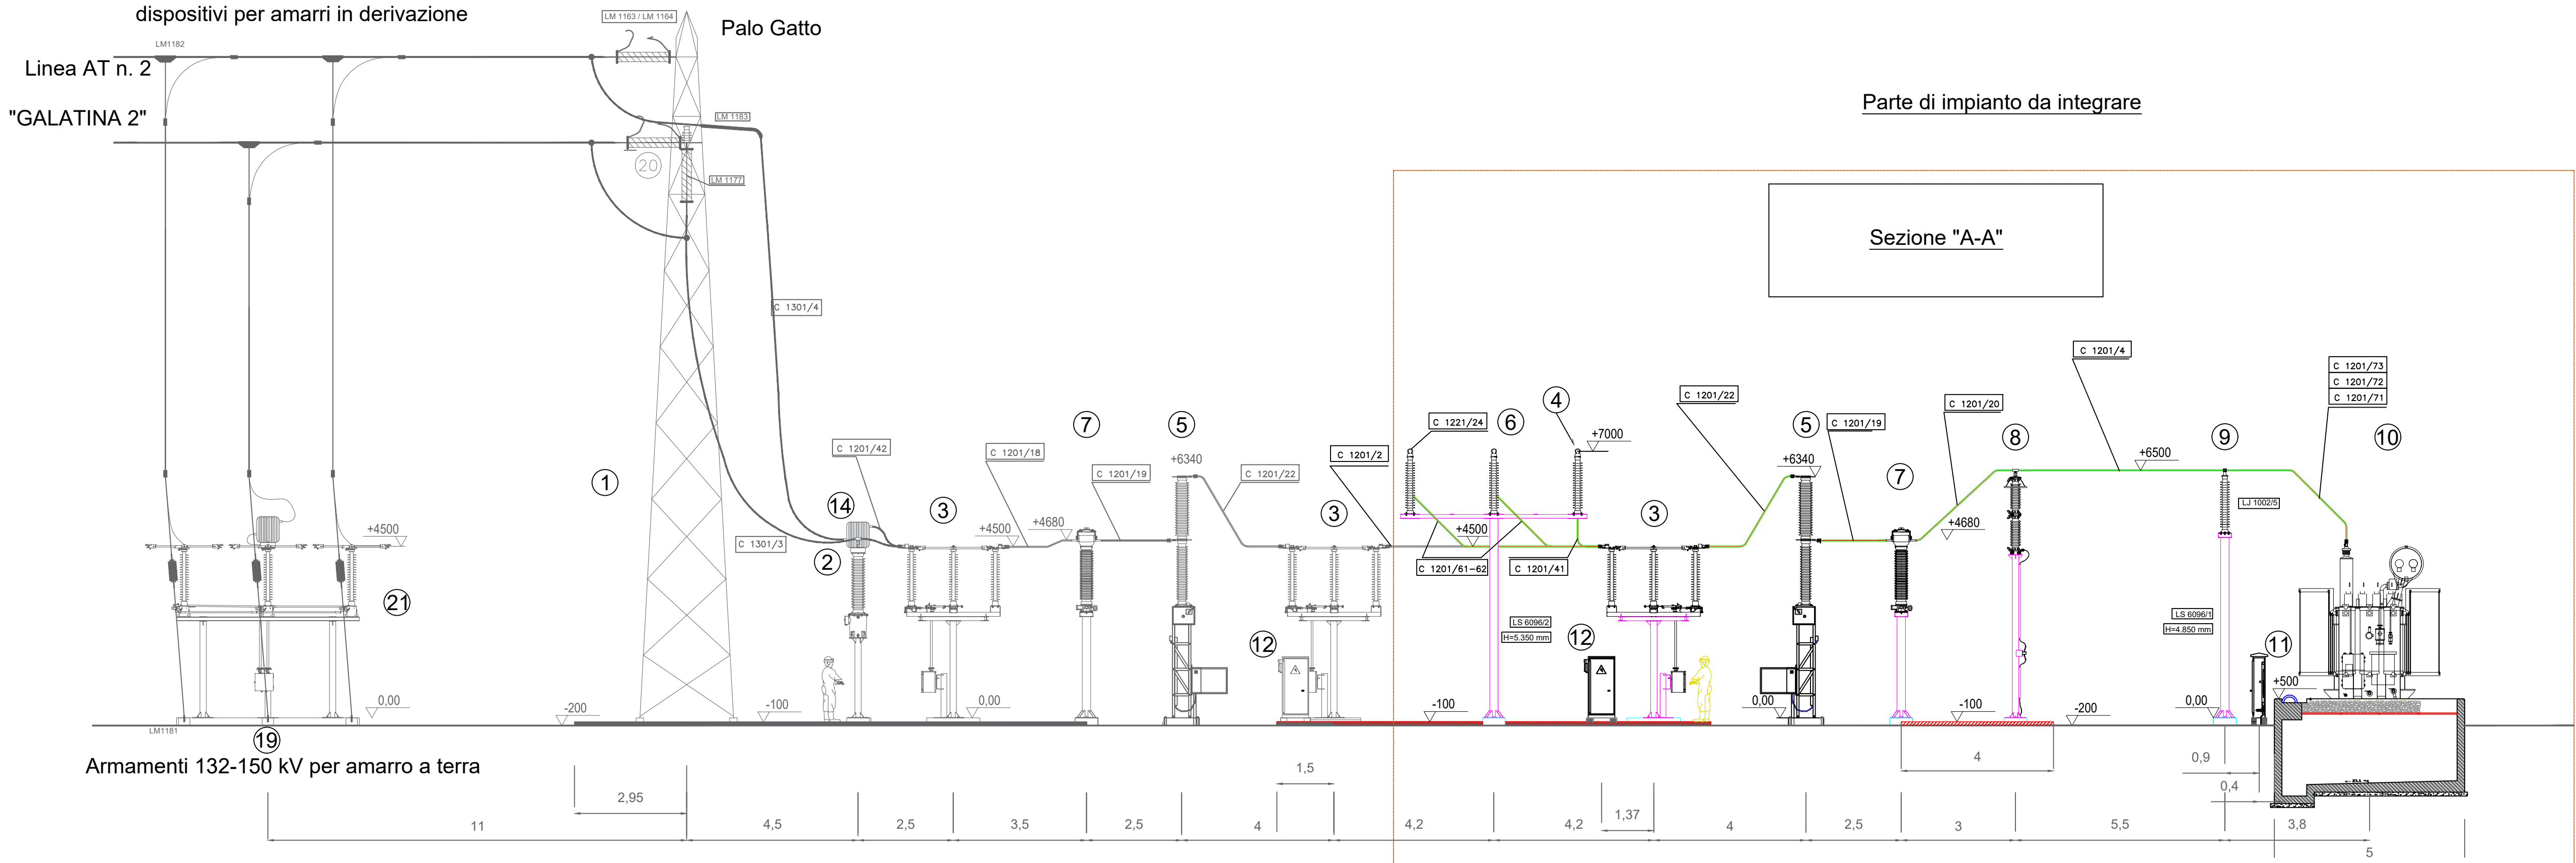 dispositivi per amarri in derivazione
LM1182
LM 1163 / LM 1164
Palo Gatto
Linea AT n. 2
"GALATINA 2"
LM 1183
20
LM 1177
Parte di impianto da integrare
Sezione "A-A"
C 1301/4
C 1201/4
C 1201/73
C 1201/72
C 1201/71
C 1201/22
C 1201/20
4
C 1221/24
6
7
5
5
C 1201/19
8
9
10
+7000
C 1201/42
C 1201/18
C 1201/2
+6340
+6340
+6500
C 1201/19
C 1201/22
1
7
14
3
3
3
LJ 1002/5
+4500
+4500
+4680
+4500
+4680
C 1301/3
2
C 1201/61-62
C 1201/41
21
LS 6096/2
H=5.350 mm
LS 6096/1
H=4.850 mm
12
12
11
+500
0,00
-200
-100
0,00
-100
0,00
-100
-200
0,00
LM1181
19
Armamenti 132-150 kV per amarro a terra
1,5
4
0,9
0,4
2,95
1,37
11
4,5
2,5
3,5
2,5
4
4,2
4,2
4
2,5
3
5,5
3,8
5